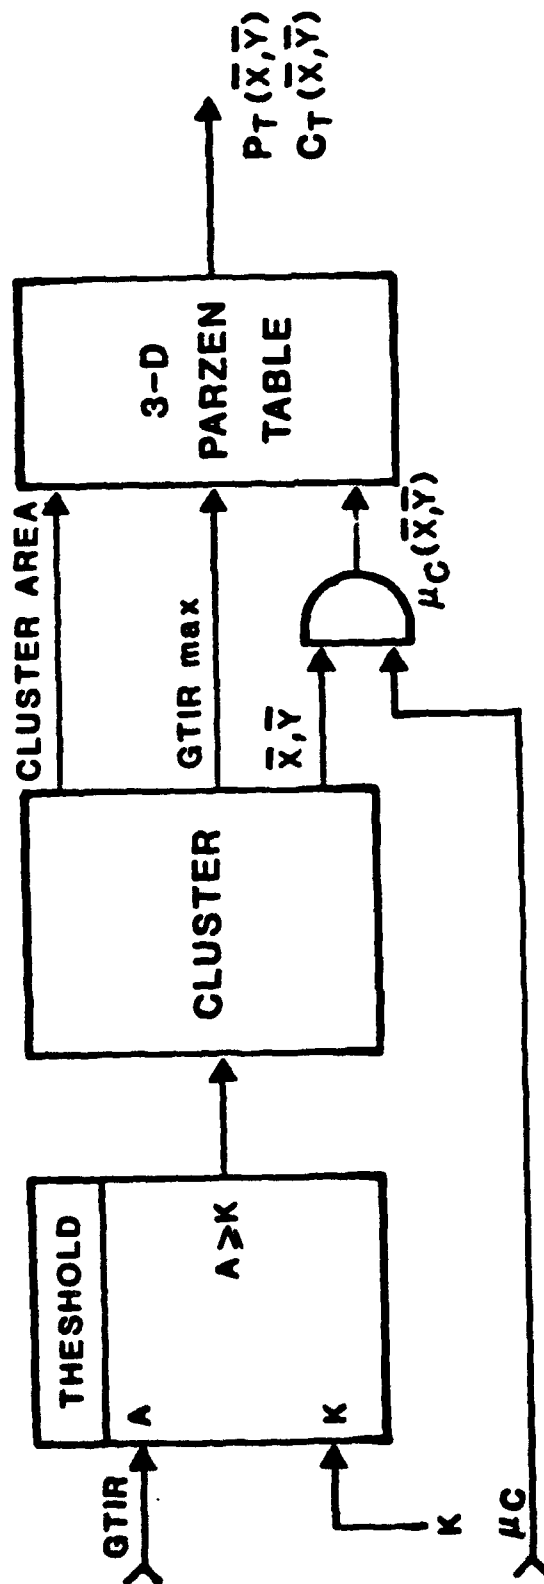 GTIR
THESHOLD
A
A⩾K
K
K
μC
CLUSTER
CLUSTER AREA
GTIR max
X̅,Y̅
μC(X̅,Y̅)
3-D
PARZEN
TABLE
PT(X̅,Y̅)
CT(X̅,Y̅)